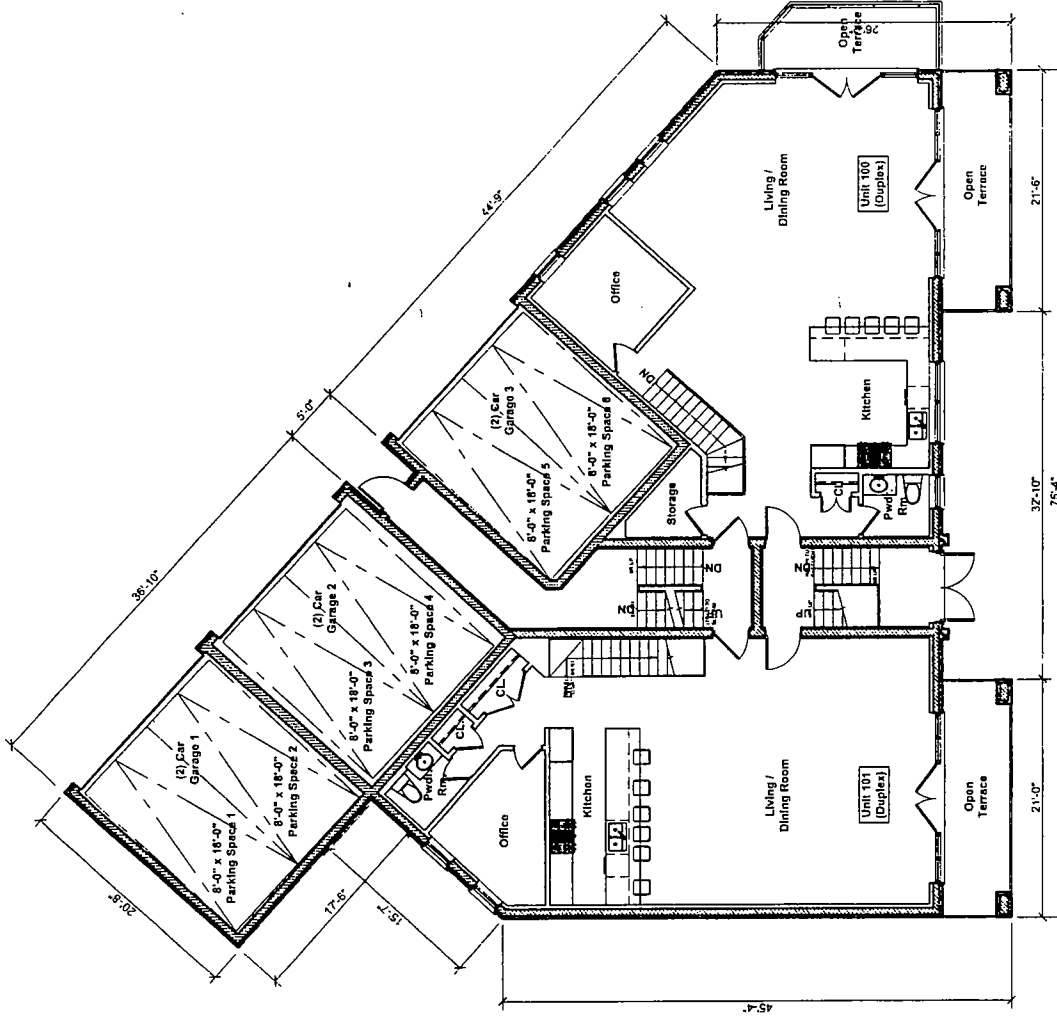 Open
Terrace
26'
44'-9"
5'-0"
36'-10"
Office
Living /
Dining Room
Unit 100
(Duplex)
Open
Terrace
21'-6"
(2) Car
Garage 3
8'-0" x 18'-0"
Parking Space 6
8'-0" x 18'-0"
Parking Space 5
DN
Storage
Kitchen
CL
Pwd
Rm
32'-10"
75'-4"
(2) Car
Garage 2
8'-0" x 18'-0"
Parking Space 4
8'-0" x 18'-0"
Parking Space 3
DN
DN
UP
DN
UP
(2) Car
Garage 1
8'-0" x 18'-0"
Parking Space 2
8'-0" x 18'-0"
Parking Space 1
20'-8"
17'-6"
15'-7"
CL
CL
Pwdr
Rm
DN
Office
Kitchen
Living /
Dining Room
Unit 101
(Duplex)
Open
Terrace
21'-0"
45'-4"